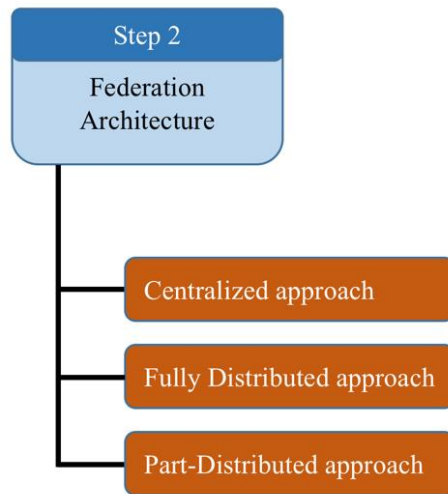 Step 2
Federation
Architecture
Centralized approach
Fully Distributed approach
Part-Distributed approach